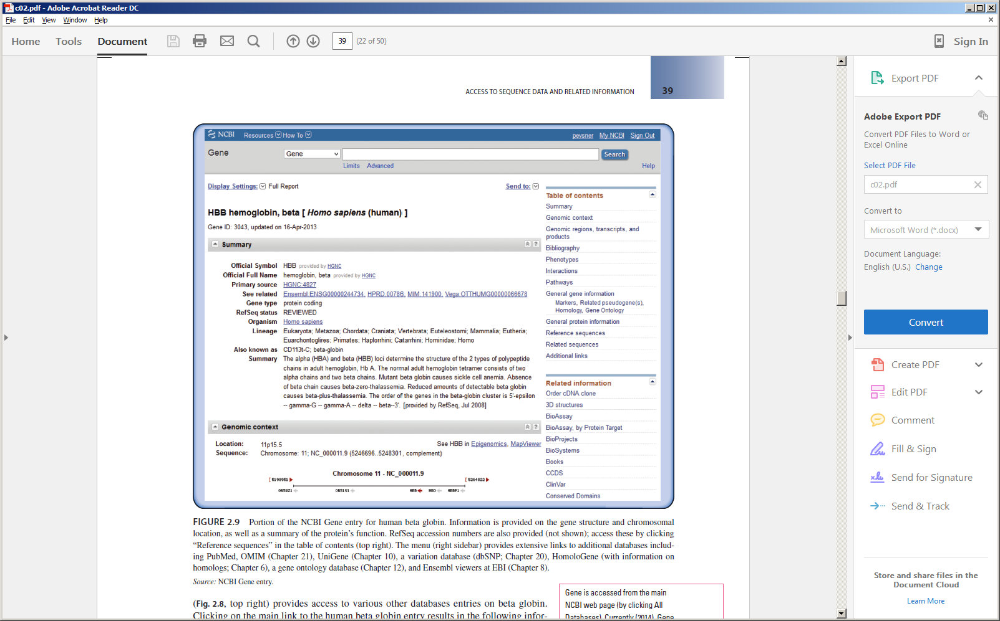 c02.pdf - Adobe Acrobat Reader DC
File Edit View Window Help
Home Tools Document 39 (22 of 50) Sign In
ACCESS TO SEQUENCE DATA AND RELATED INFORMATION 39
NCBI Resources How To pevsner My NCBI Sign Out
Gene Gene Search
Limits Advanced Help
Display Settings: Full Report Send to:
HBB hemoglobin, beta [ Homo sapiens (human) ]
Gene ID: 3043, updated on 16-Apr-2013
Summary
Official Symbol HBB provided by HGNC
Official Full Name hemoglobin, beta provided by HGNC
Primary source HGNC:4827
See related Ensembl:ENSG00000244734, HPRD:00786, MIM:141900, Vega:OTTHUMG00000066678
Gene type protein coding
RefSeq status REVIEWED
Organism Homo sapiens
Lineage Eukaryota; Metazoa; Chordata; Craniata; Vertebrata; Euteleostomi; Mammalia; Eutheria;
Euarchontoglires; Primates; Haplorrhini; Catarrhini; Hominidae; Homo
Also known as CD113t-C; beta-globin
Summary The alpha (HBA) and beta (HBB) loci determine the structure of the 2 types of polypeptide
chains in adult hemoglobin, Hb A. The normal adult hemoglobin tetramer consists of two
alpha chains and two beta chains. Mutant beta globin causes sickle cell anemia. Absence
of beta chain causes beta-zero-thalassemia. Reduced amounts of detectable beta globin
causes beta-plus-thalassemia. The order of the genes in the beta-globin cluster is 5'-epsilon
-- gamma-G -- gamma-A -- delta -- beta--3'. [provided by RefSeq, Jul 2008]
Genomic context
Location: 11p15.5 See HBB in Epigenomics, MapViewer
Sequence: Chromosome: 11; NC_000011.9 (5246696..5248301, complement)
Chromosome 11 - NC_000011.9
[ 5198951 [ 5264822
OR52Z1 OR51V1 HBB HBD HBBP1
Table of contents
Summary
Genomic context
Genomic regions, transcripts, and
products
Bibliography
Phenotypes
Interactions
Pathways
General gene information
Markers, Related pseudogene(s),
Homology, Gene Ontology
General protein information
Reference sequences
Related sequences
Additional links
Related information
Order cDNA clone
3D structures
BioAssay
BioAssay, by Protein Target
BioProjects
BioSystems
Books
CCDS
ClinVar
Conserved Domains
FIGURE 2.9 Portion of the NCBI Gene entry for human beta globin. Information is provided on the gene structure and chromosomal
location, as well as a summary of the protein's function. RefSeq accession numbers are also provided (not shown); access these by clicking
“Reference sequences” in the table of contents (top right). The menu (right sidebar) provides extensive links to additional databases includ-
ing PubMed, OMIM (Chapter 21), UniGene (Chapter 10), a variation database (dbSNP; Chapter 20), HomoloGene (with information on
homologs; Chapter 6), a gene ontology database (Chapter 12), and Ensembl viewers at EBI (Chapter 8).
Source: NCBI Gene entry.
(Fig. 2.8, top right) provides access to various other databases entries on beta globin.
Clicking on the main link to the human beta globin entry results in the following infor-
Gene is accessed from the main
NCBI web page (by clicking All
Databases). Currently (2014), Gene
Export PDF
Adobe Export PDF
Convert PDF Files to Word or
Excel Online
Select PDF File
c02.pdf
Convert to
Microsoft Word (*.docx)
Document Language:
English (U.S.) Change
Convert
Create PDF
Edit PDF
Comment
Fill & Sign
Send for Signature
Send & Track
Store and share files in the
Document Cloud
Learn More